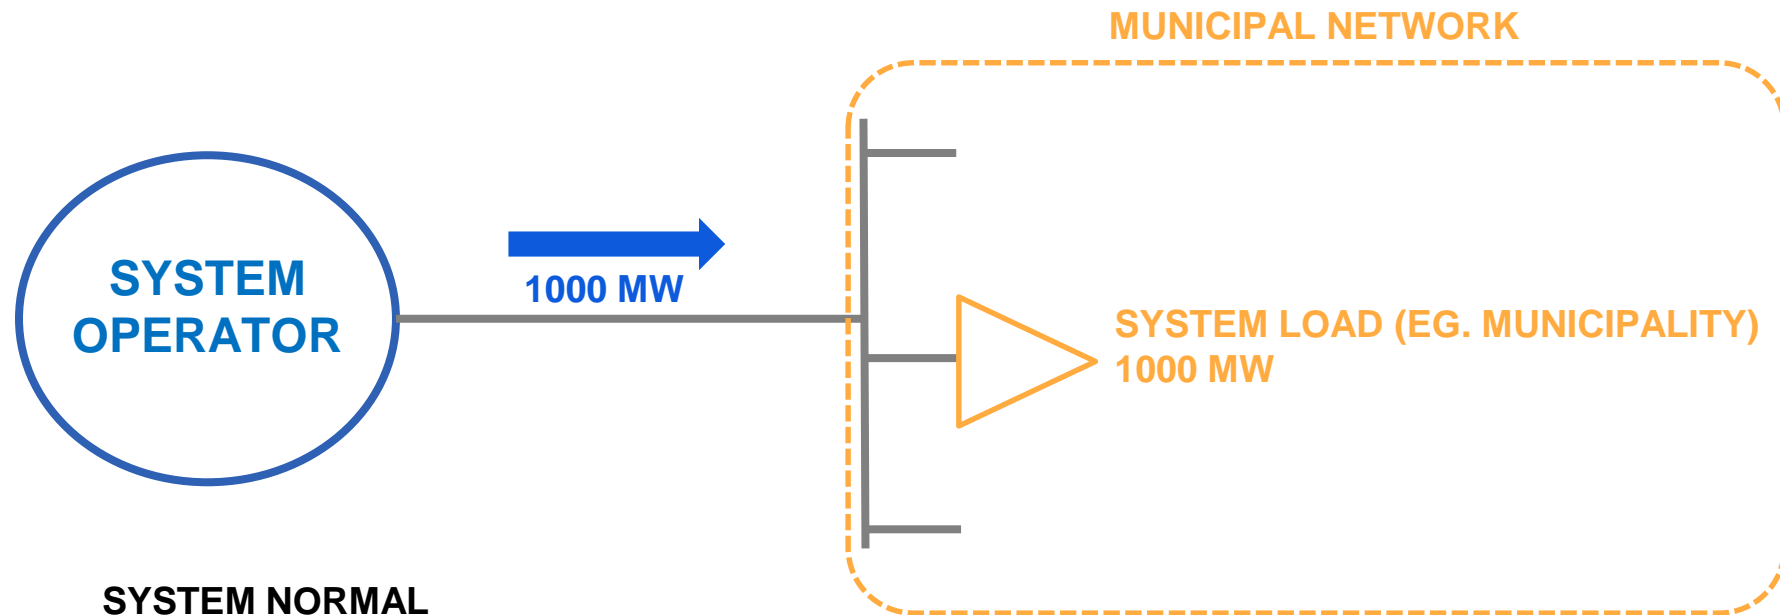 MUNICIPAL NETWORK
SYSTEM
OPERATOR
1000 MW
SYSTEM LOAD (EG. MUNICIPALITY)
1000 MW
SYSTEM NORMAL